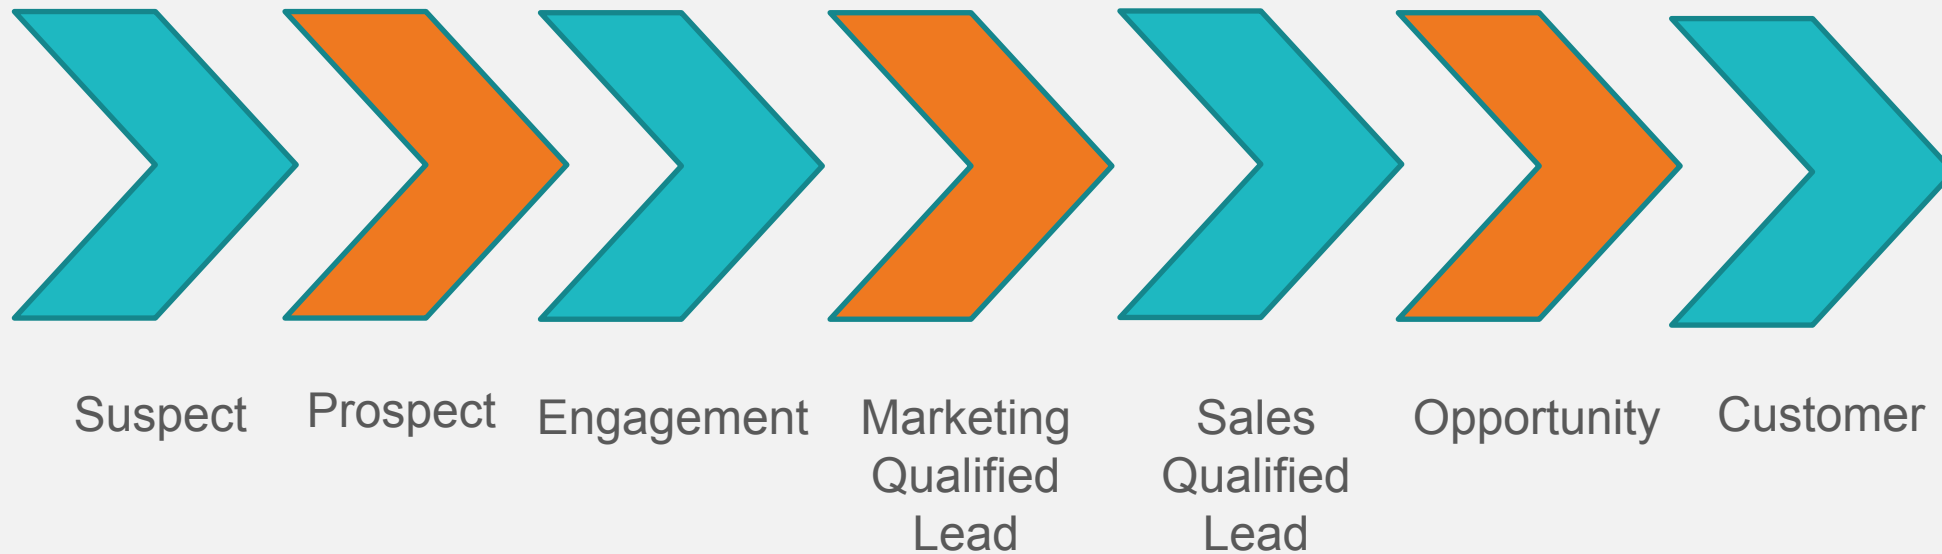 Suspect
Prospect
Engagement
Marketing
Qualified
Lead
Sales
Qualified
Lead
Opportunity
Customer